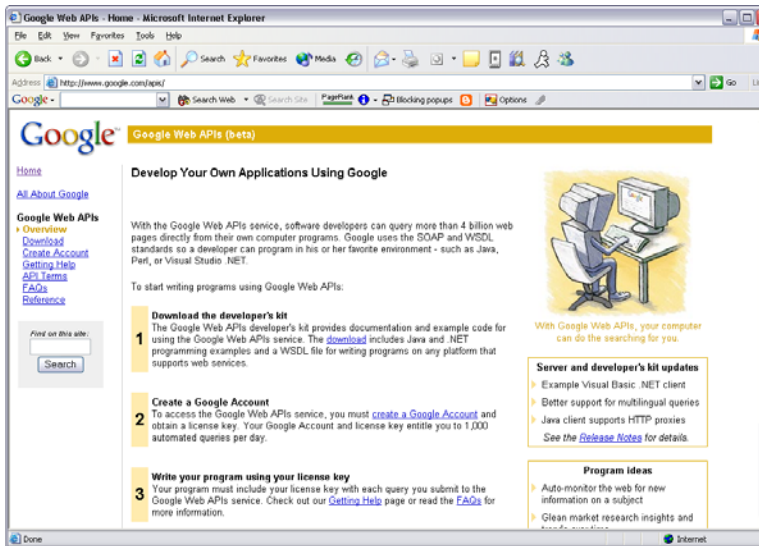 Google Web APIs - Home - Microsoft Internet Explorer
File Edit View Favorites Tools Help
Back Search Favorites Media
Address http://www.google.com/apis/ Go
Google - Search Web Search Site PageRank Blocking popups Options
Google™ Google Web APIs (beta)
Home
All About Google
Google Web APIs
Overview
Download
Create Account
Getting Help
API Terms
FAQs
Reference
Find on this site:
Search
Develop Your Own Applications Using Google
With the Google Web APIs service, software developers can query more than 4 billion web
pages directly from their own computer programs. Google uses the SOAP and WSDL
standards so a developer can program in his or her favorite environment - such as Java,
Perl, or Visual Studio .NET.
To start writing programs using Google Web APIs:
1
Download the developer's kit
The Google Web APIs developer's kit provides documentation and example code for
using the Google Web APIs service. The download includes Java and .NET
programming examples and a WSDL file for writing programs on any platform that
supports web services.
2
Create a Google Account
To access the Google Web APIs service, you must create a Google Account and
obtain a license key. Your Google Account and license key entitle you to 1,000
automated queries per day.
3
Write your program using your license key
Your program must include your license key with each query you submit to the
Google Web APIs service. Check out our Getting Help page or read the FAQs for
more information.
Google
With Google Web APIs, your computer
can do the searching for you.
Server and developer's kit updates
Example Visual Basic .NET client
Better support for multilingual queries
Java client supports HTTP proxies
See the Release Notes for details.
Program ideas
Auto-monitor the web for new
information on a subject
Glean market research insights and
trends over time
Done Internet